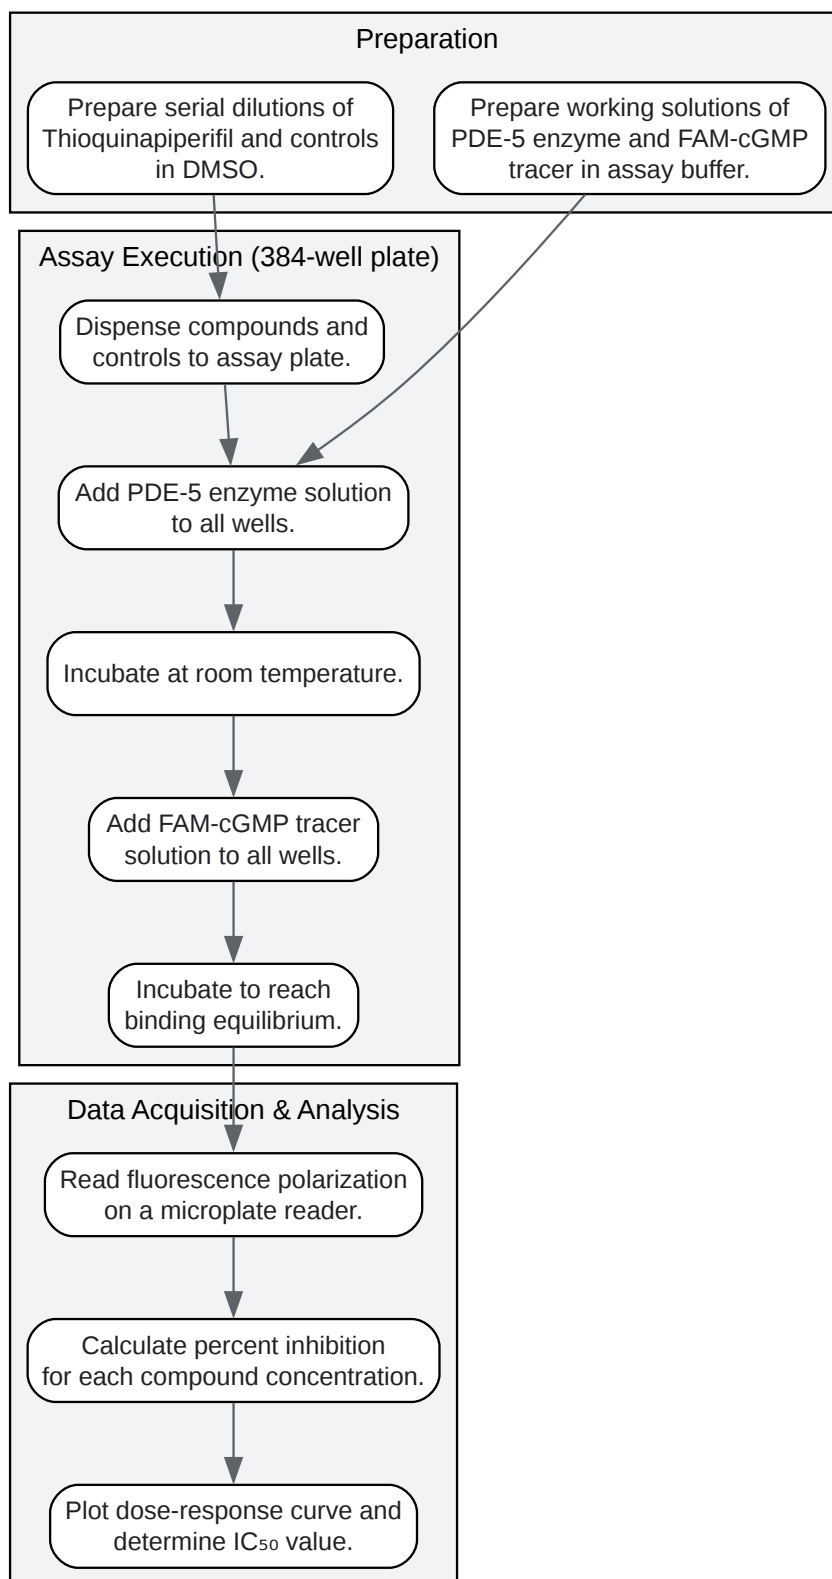 Preparation
Prepare serial dilutions of
Thioquinapiperifil and controls
in DMSO.
Prepare working solutions of
PDE-5 enzyme and FAM-cGMP
tracer in assay buffer.
Assay Execution (384-well plate)
Dispense compounds and
controls to assay plate.
Add PDE-5 enzyme solution
to all wells.
Incubate at room temperature.
Add FAM-cGMP tracer
solution to all wells.
Incubate to reach
binding equilibrium.
Data Acquisition & Analysis
Read fluorescence polarization
on a microplate reader.
Calculate percent inhibition
for each compound concentration.
Plot dose-response curve and
determine IC₅₀ value.